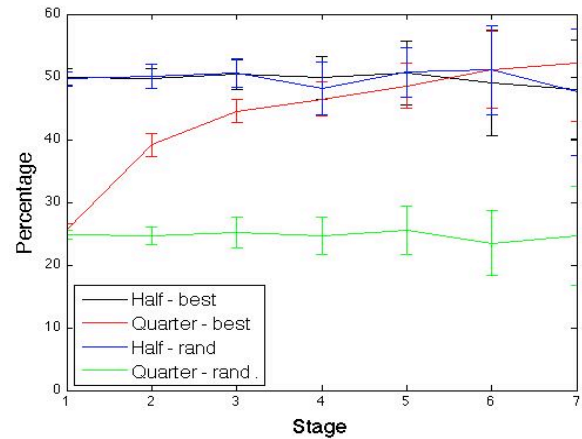 60
50
40
30
20
10
0
Percentage
Half - best
Quarter - best
Half - rand
Quarter - rand .
1 2 3 4 5 6 7
Stage